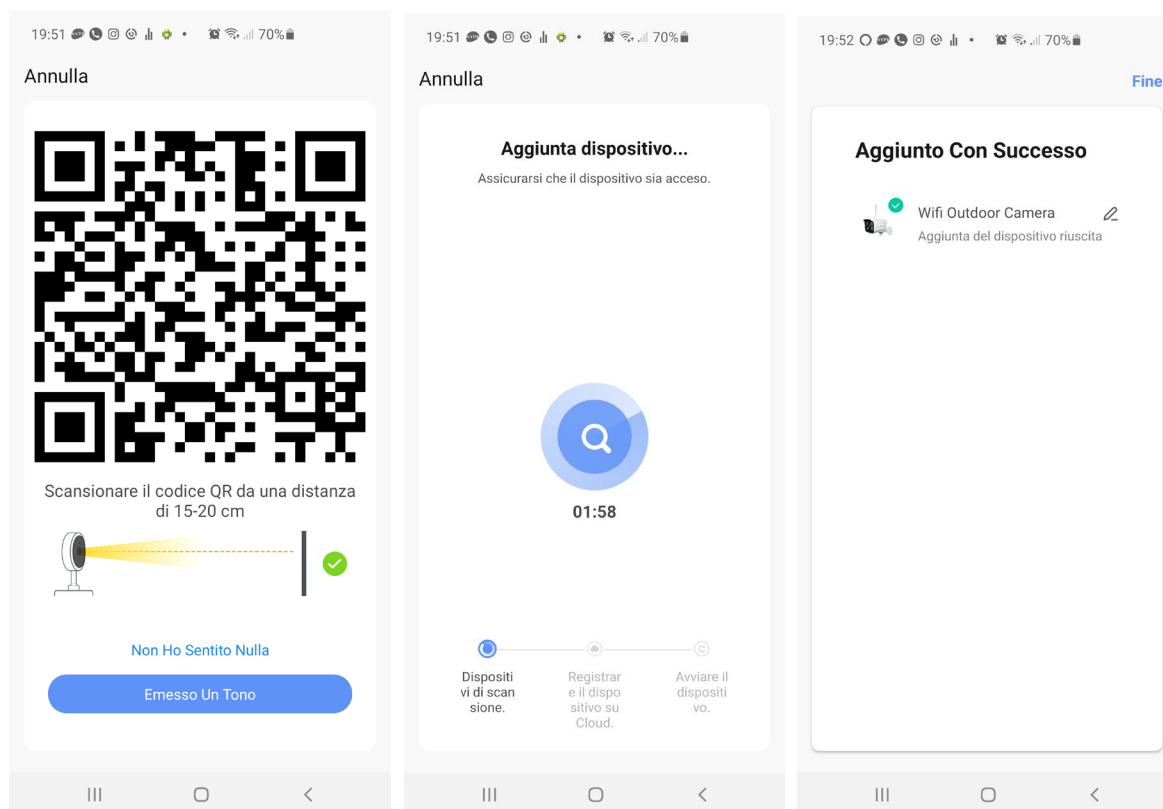 19:51
70%
Annulla
Scansionare il codice QR da una distanza
di 15-20 cm
Non Ho Sentito Nulla
Emesso Un Tono
19:51
70%
Annulla
Aggiunta dispositivo...
Assicurarsi che il dispositivo sia acceso.
01:58
Dispositi
vi di scan
sione.
Registrar
e il dispo
sitivo su
Cloud.
Avviare il
dispositi
vo.
19:52
70%
Fine
Aggiunto Con Successo
Wifi Outdoor Camera
Aggiunta del dispositivo riuscita